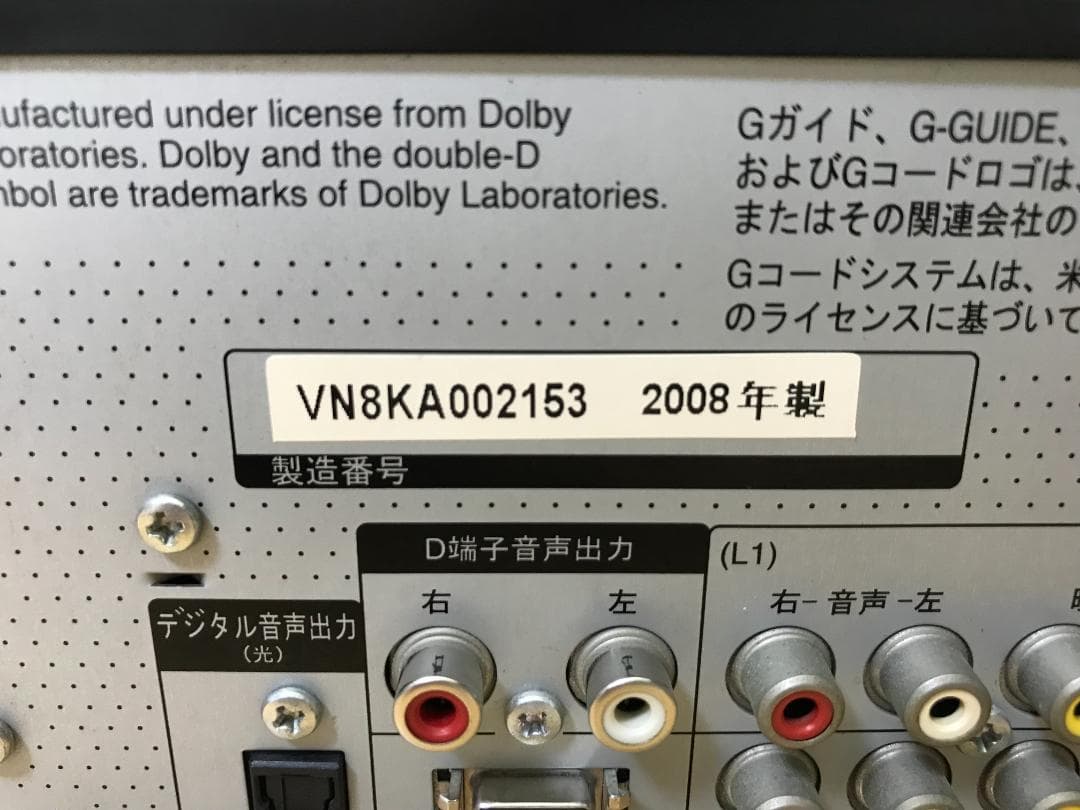 ufactured under license from Dolby
oratories. Dolby and the double-D
mbol are trademarks of Dolby Laboratories.
Gガイド、G-GUIDE、
およびGコードロゴは、
またはその関連会社の
Gコードシステムは、米
のライセンスに基づいて
VN8KA002153 2008年製
製造番号
D端子音声出力
(L1)
右 左
右-音声-左
デジタル音声出力
(光)